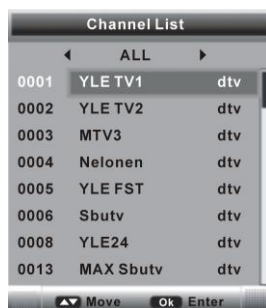 Channel List
ALL
0001 YLE TV1 dtv
0002 YLE TV2 dtv
0003 MTV3 dtv
0004 Nelonen dtv
0005 YLE FST dtv
0006 Sbutv dtv
0008 YLE24 dtv
0013 MAX Sbutv dtv
Move Ok Enter